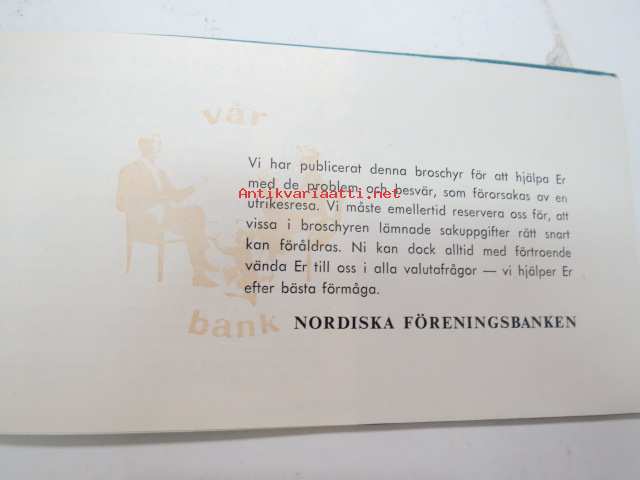 vår
Vi har publicerat denna broschyr för att hjälpa Er
med de problem och besvär, som förorsakas av en
Antikvariaatti.net
utrikesresa. Vi måste emellertid reservera oss för, att
vissa i broschyren lämnade sakuppgifter rätt snart
kan föråldras. Ni kan dock alltid med förtroende
vända Er till oss i alla valutafrågor — vi hjälper Er
efter bästa förmåga.
bank
NORDISKA FÖRENINGSBANKEN